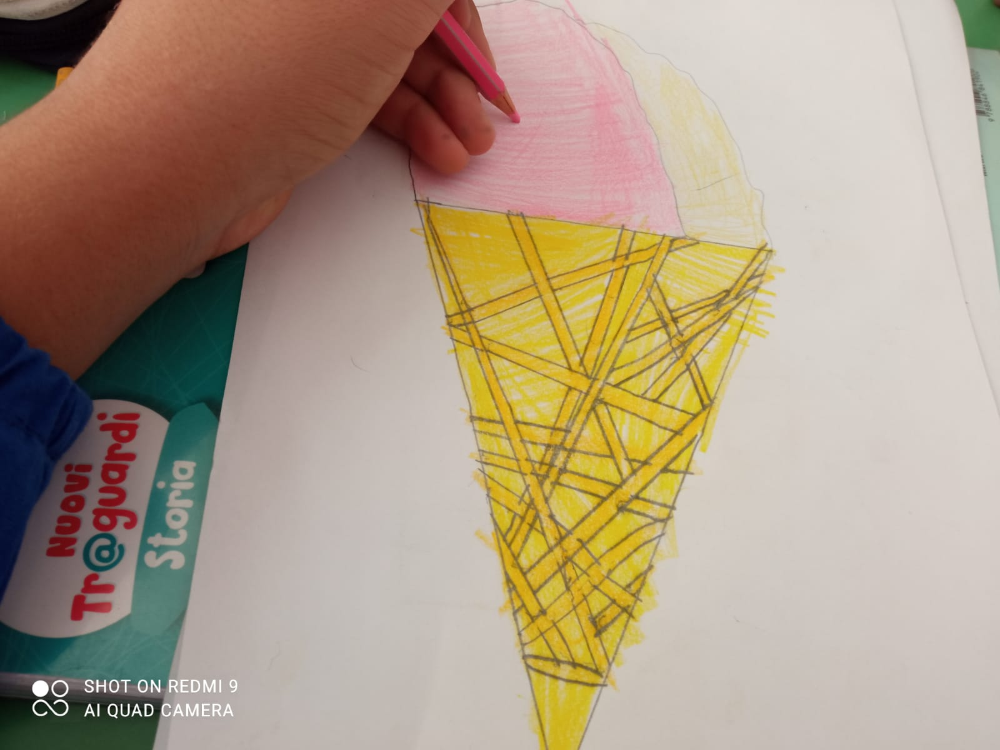 Nuovi
Tr@guardi
Storia
SHOT ON REDMI 9
AI QUAD CAMERA